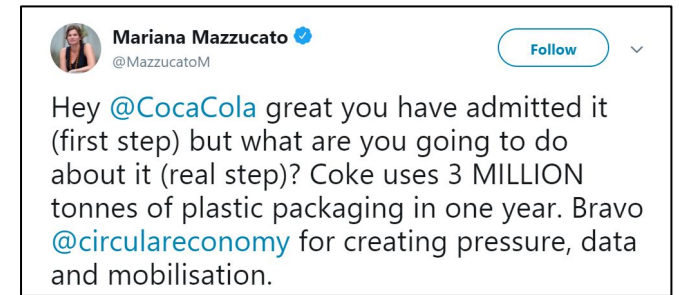 Mariana Mazzucato
@MazzucatoM
Follow
Hey @CocaCola great you have admitted it
(first step) but what are you going to do
about it (real step)? Coke uses 3 MILLION
tonnes of plastic packaging in one year. Bravo
@circulareconomy for creating pressure, data
and mobilisation.